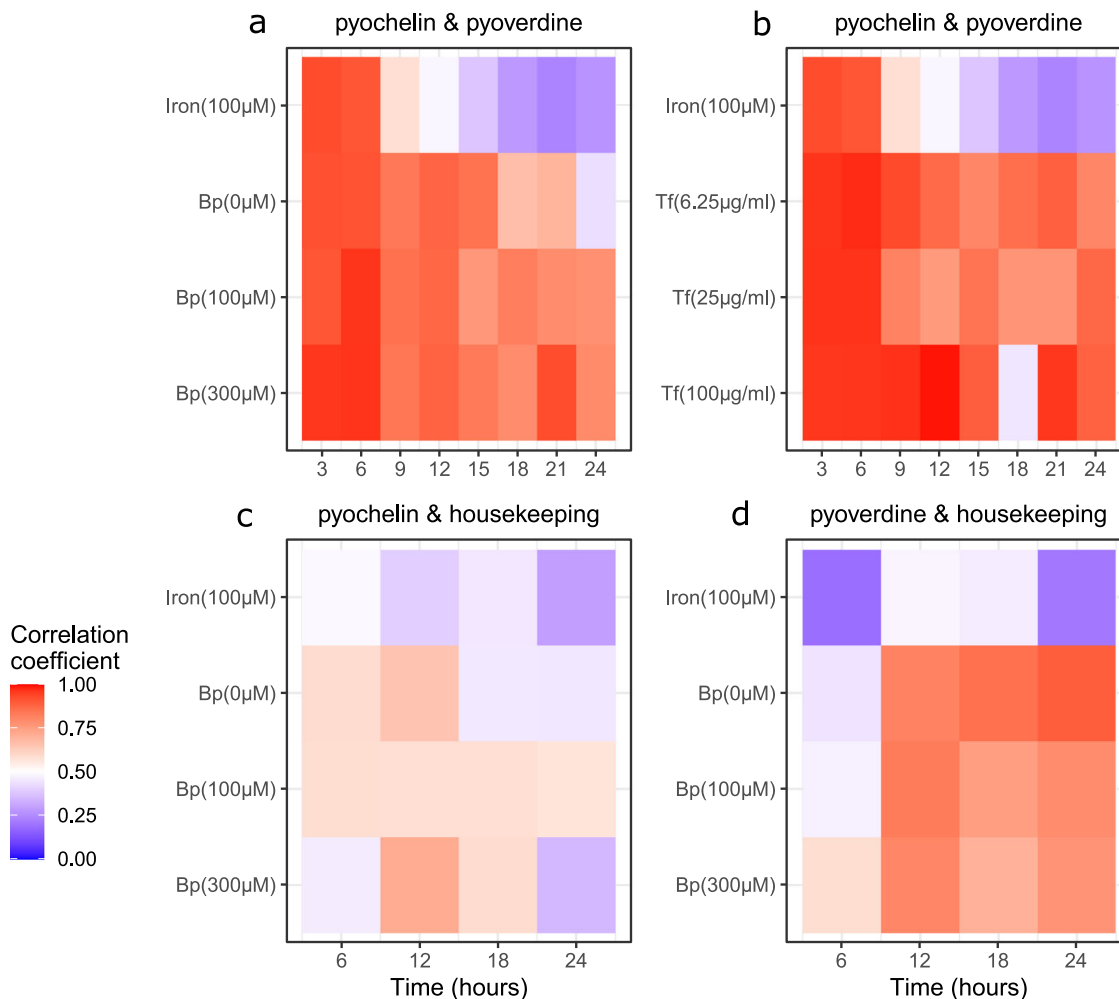 a
pyochelin & pyoverdine
Iron(100µM)
Bp(0µM)
Bp(100µM)
Bp(300µM)
3 6 9 12 15 18 21 24
b
pyochelin & pyoverdine
Iron(100µM)
Tf(6.25µg/ml)
Tf(25µg/ml)
Tf(100µg/ml)
3 6 9 12 15 18 21 24
c
pyochelin & housekeeping
Iron(100µM)
Bp(0µM)
Bp(100µM)
Bp(300µM)
6 12 18 24
Time (hours)
d
pyoverdine & housekeeping
Iron(100µM)
Bp(0µM)
Bp(100µM)
Bp(300µM)
6 12 18 24
Time (hours)
Correlation
coefficient
1.00
0.75
0.50
0.25
0.00